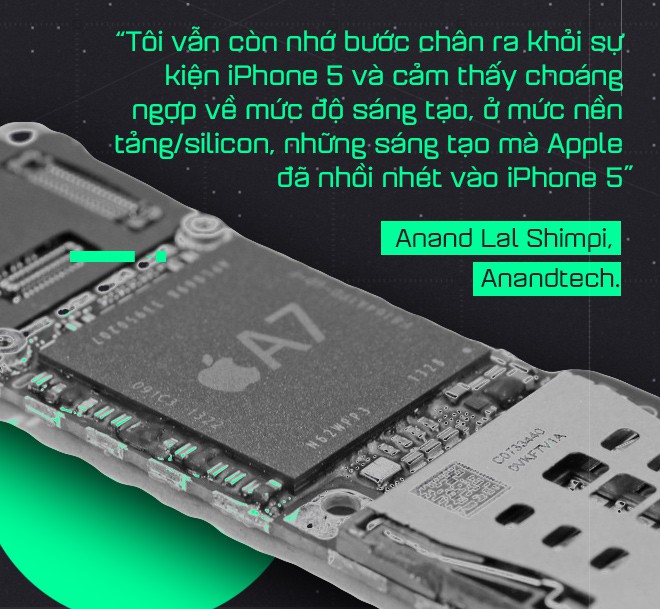 “Tôi vẫn còn nhớ bước chân ra khỏi sự
kiện iPhone 5 và cảm thấy choáng
ngợp về mức độ sáng tạo, ở mức nền
tảng/silicon, những sáng tạo mà Apple
đã nhồi nhét vào iPhone 5”
Anand Lal Shimpi,
Anandtech.
A7
N62WPP3
C0733440